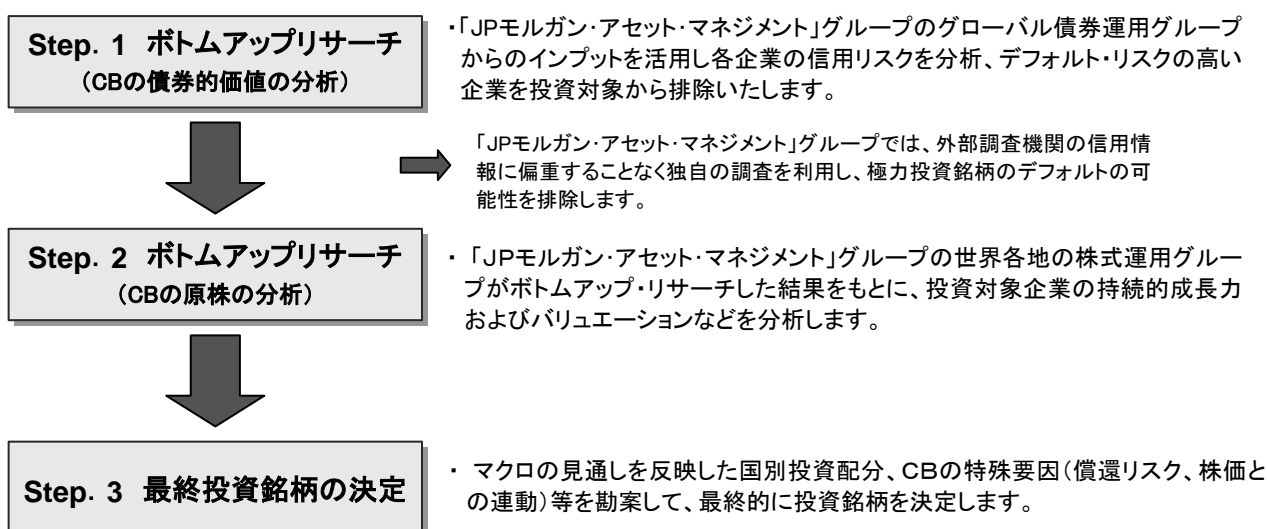 Step. 1 ボトムアップリサーチ
（CBの債券的価値の分析）
・「JPモルガン・アセット・マネジメント」グループのグローバル債券運用グループ
からのインプットを活用し各企業の信用リスクを分析、デフォルト・リスクの高い
企業を投資対象から排除いたします。
「JPモルガン・アセット・マネジメント」グループでは、外部調査機関の信用情
報に偏重することなく独自の調査を利用し、極力投資銘柄のデフォルトの可
能性を排除します。
Step. 2 ボトムアップリサーチ
（CBの原株の分析）
・ 「JPモルガン・アセット・マネジメント」グループの世界各地の株式運用グルー
プがボトムアップ・リサーチした結果をもとに、投資対象企業の持続的成長力
およびバリュエーションなどを分析します。
Step. 3 最終投資銘柄の決定
・ マクロの見通しを反映した国別投資配分、CBの特殊要因（償還リスク、株価と
の連動）等を勘案して、最終的に投資銘柄を決定します。